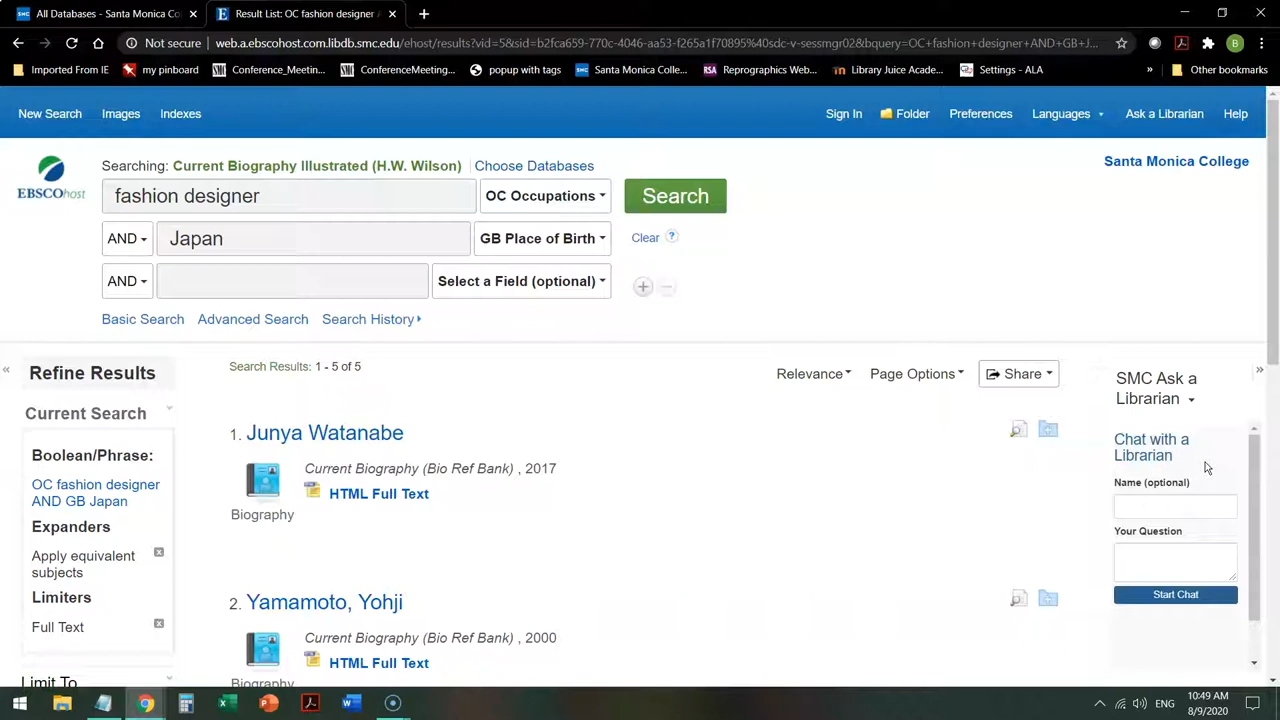 All Databases - Santa Monica Co
Result List: OC fashion designer A
Not secure web.a.ebscohost.com.libdb.smc.edu/ehost/results?vid=5&sid=b2fca659-770c-4046-aa53-f265a1f70895%40sdc-v-sessmgr02&bquery=OC+fashion+designer+AND+GB+J...
B
Imported From IE
my pinboard
Conference_Meetin...
ConferenceMeeting...
popup with tags
Santa Monica Colle...
Reprographics Web...
Library Juice Acade...
Settings - ALA
»
Other bookmarks
New Search Images Indexes
Sign In Folder Preferences Languages Ask a Librarian Help
EBSCOhost
Searching: Current Biography Illustrated (H.W. Wilson) Choose Databases
Santa Monica College
fashion designer OC Occupations Search
AND Japan GB Place of Birth Clear ?
AND Select a Field (optional) + −
Basic Search Advanced Search Search History
« Refine Results
Current Search
Boolean/Phrase:
OC fashion designer
AND GB Japan
Expanders
Apply equivalent
subjects
Limiters
Full Text
Limit To
Search Results: 1 - 5 of 5
Relevance Page Options Share
1. Junya Watanabe
Current Biography (Bio Ref Bank) , 2017
HTML Full Text
Biography
2. Yamamoto, Yohji
Current Biography (Bio Ref Bank) , 2000
HTML Full Text
Biography
»
SMC Ask a
Librarian
Chat with a
Librarian
Name (optional)
Your Question
Start Chat
ENG
10:49 AM
8/9/2020